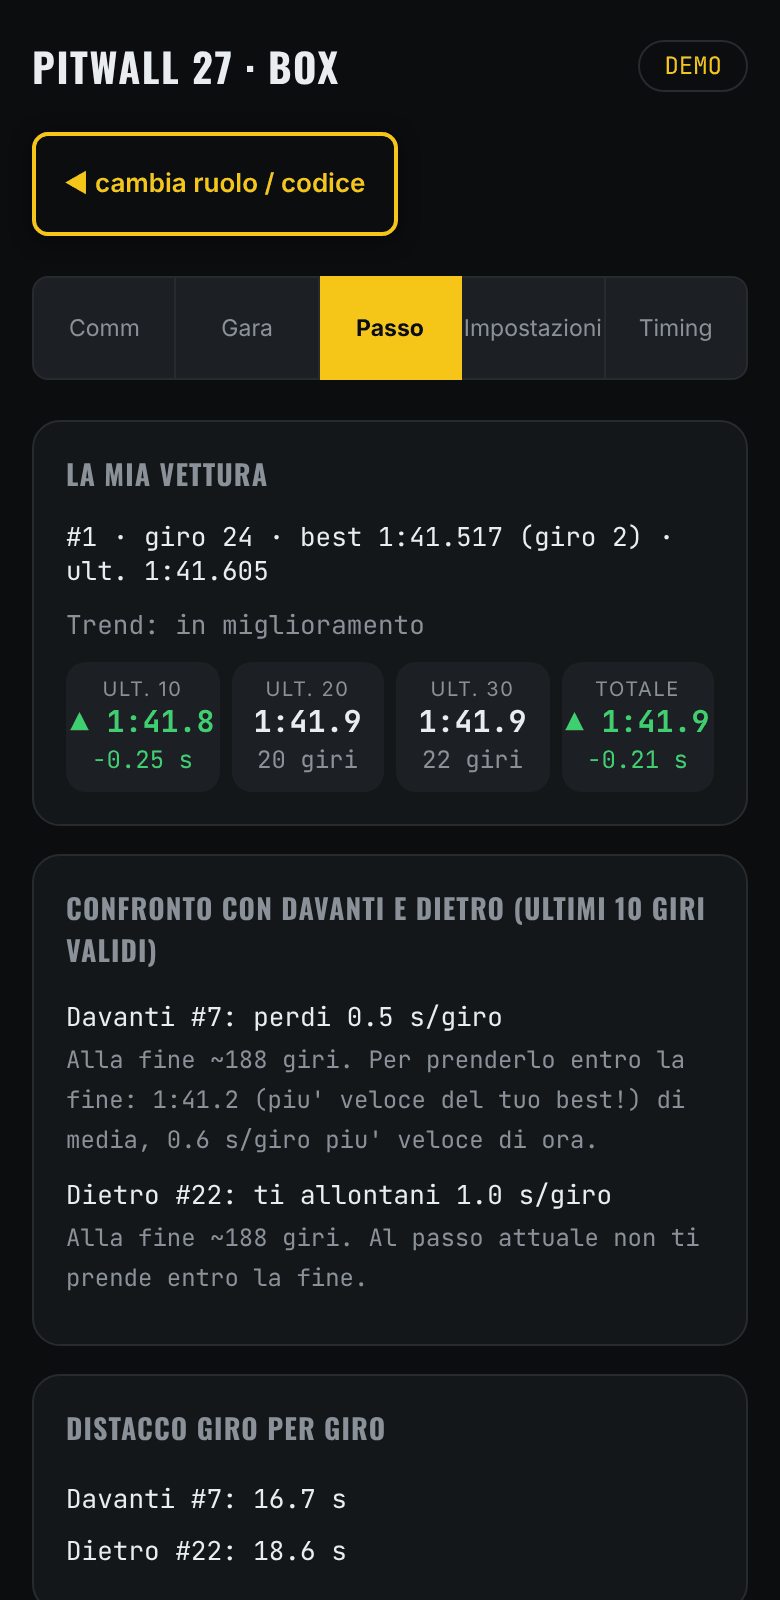 PITWALL 27 · BOX
DEMO
◀ cambia ruolo / codice
Comm
Gara
Passo
Impostazioni
Timing
LA MIA VETTURA
#1 · giro 24 · best 1:41.517 (giro 2) ·
ult. 1:41.605
Trend: in miglioramento
ULT. 10
▲ 1:41.8
-0.25 s
ULT. 20
1:41.9
20 giri
ULT. 30
1:41.9
22 giri
TOTALE
▲ 1:41.9
-0.21 s
CONFRONTO CON DAVANTI E DIETRO (ULTIMI 10 GIRI
VALIDI)
Davanti #7: perdi 0.5 s/giro
Alla fine ~188 giri. Per prenderlo entro la
fine: 1:41.2 (piu' veloce del tuo best!) di
media, 0.6 s/giro piu' veloce di ora.
Dietro #22: ti allontani 1.0 s/giro
Alla fine ~188 giri. Al passo attuale non ti
prende entro la fine.
DISTACCO GIRO PER GIRO
Davanti #7: 16.7 s
Dietro #22: 18.6 s